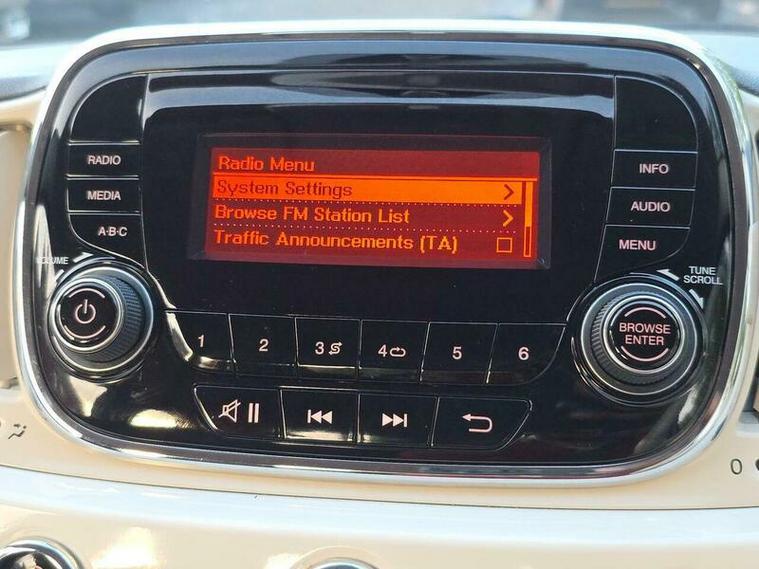 Radio Menu
System Settings
Browse FM Station List
Traffic Announcements (TA)
RADIO
MEDIA
A·B·C
VOLUME
INFO
AUDIO
MENU
TUNE
SCROLL
BROWSE
ENTER
1
2
3
4
5
6
0